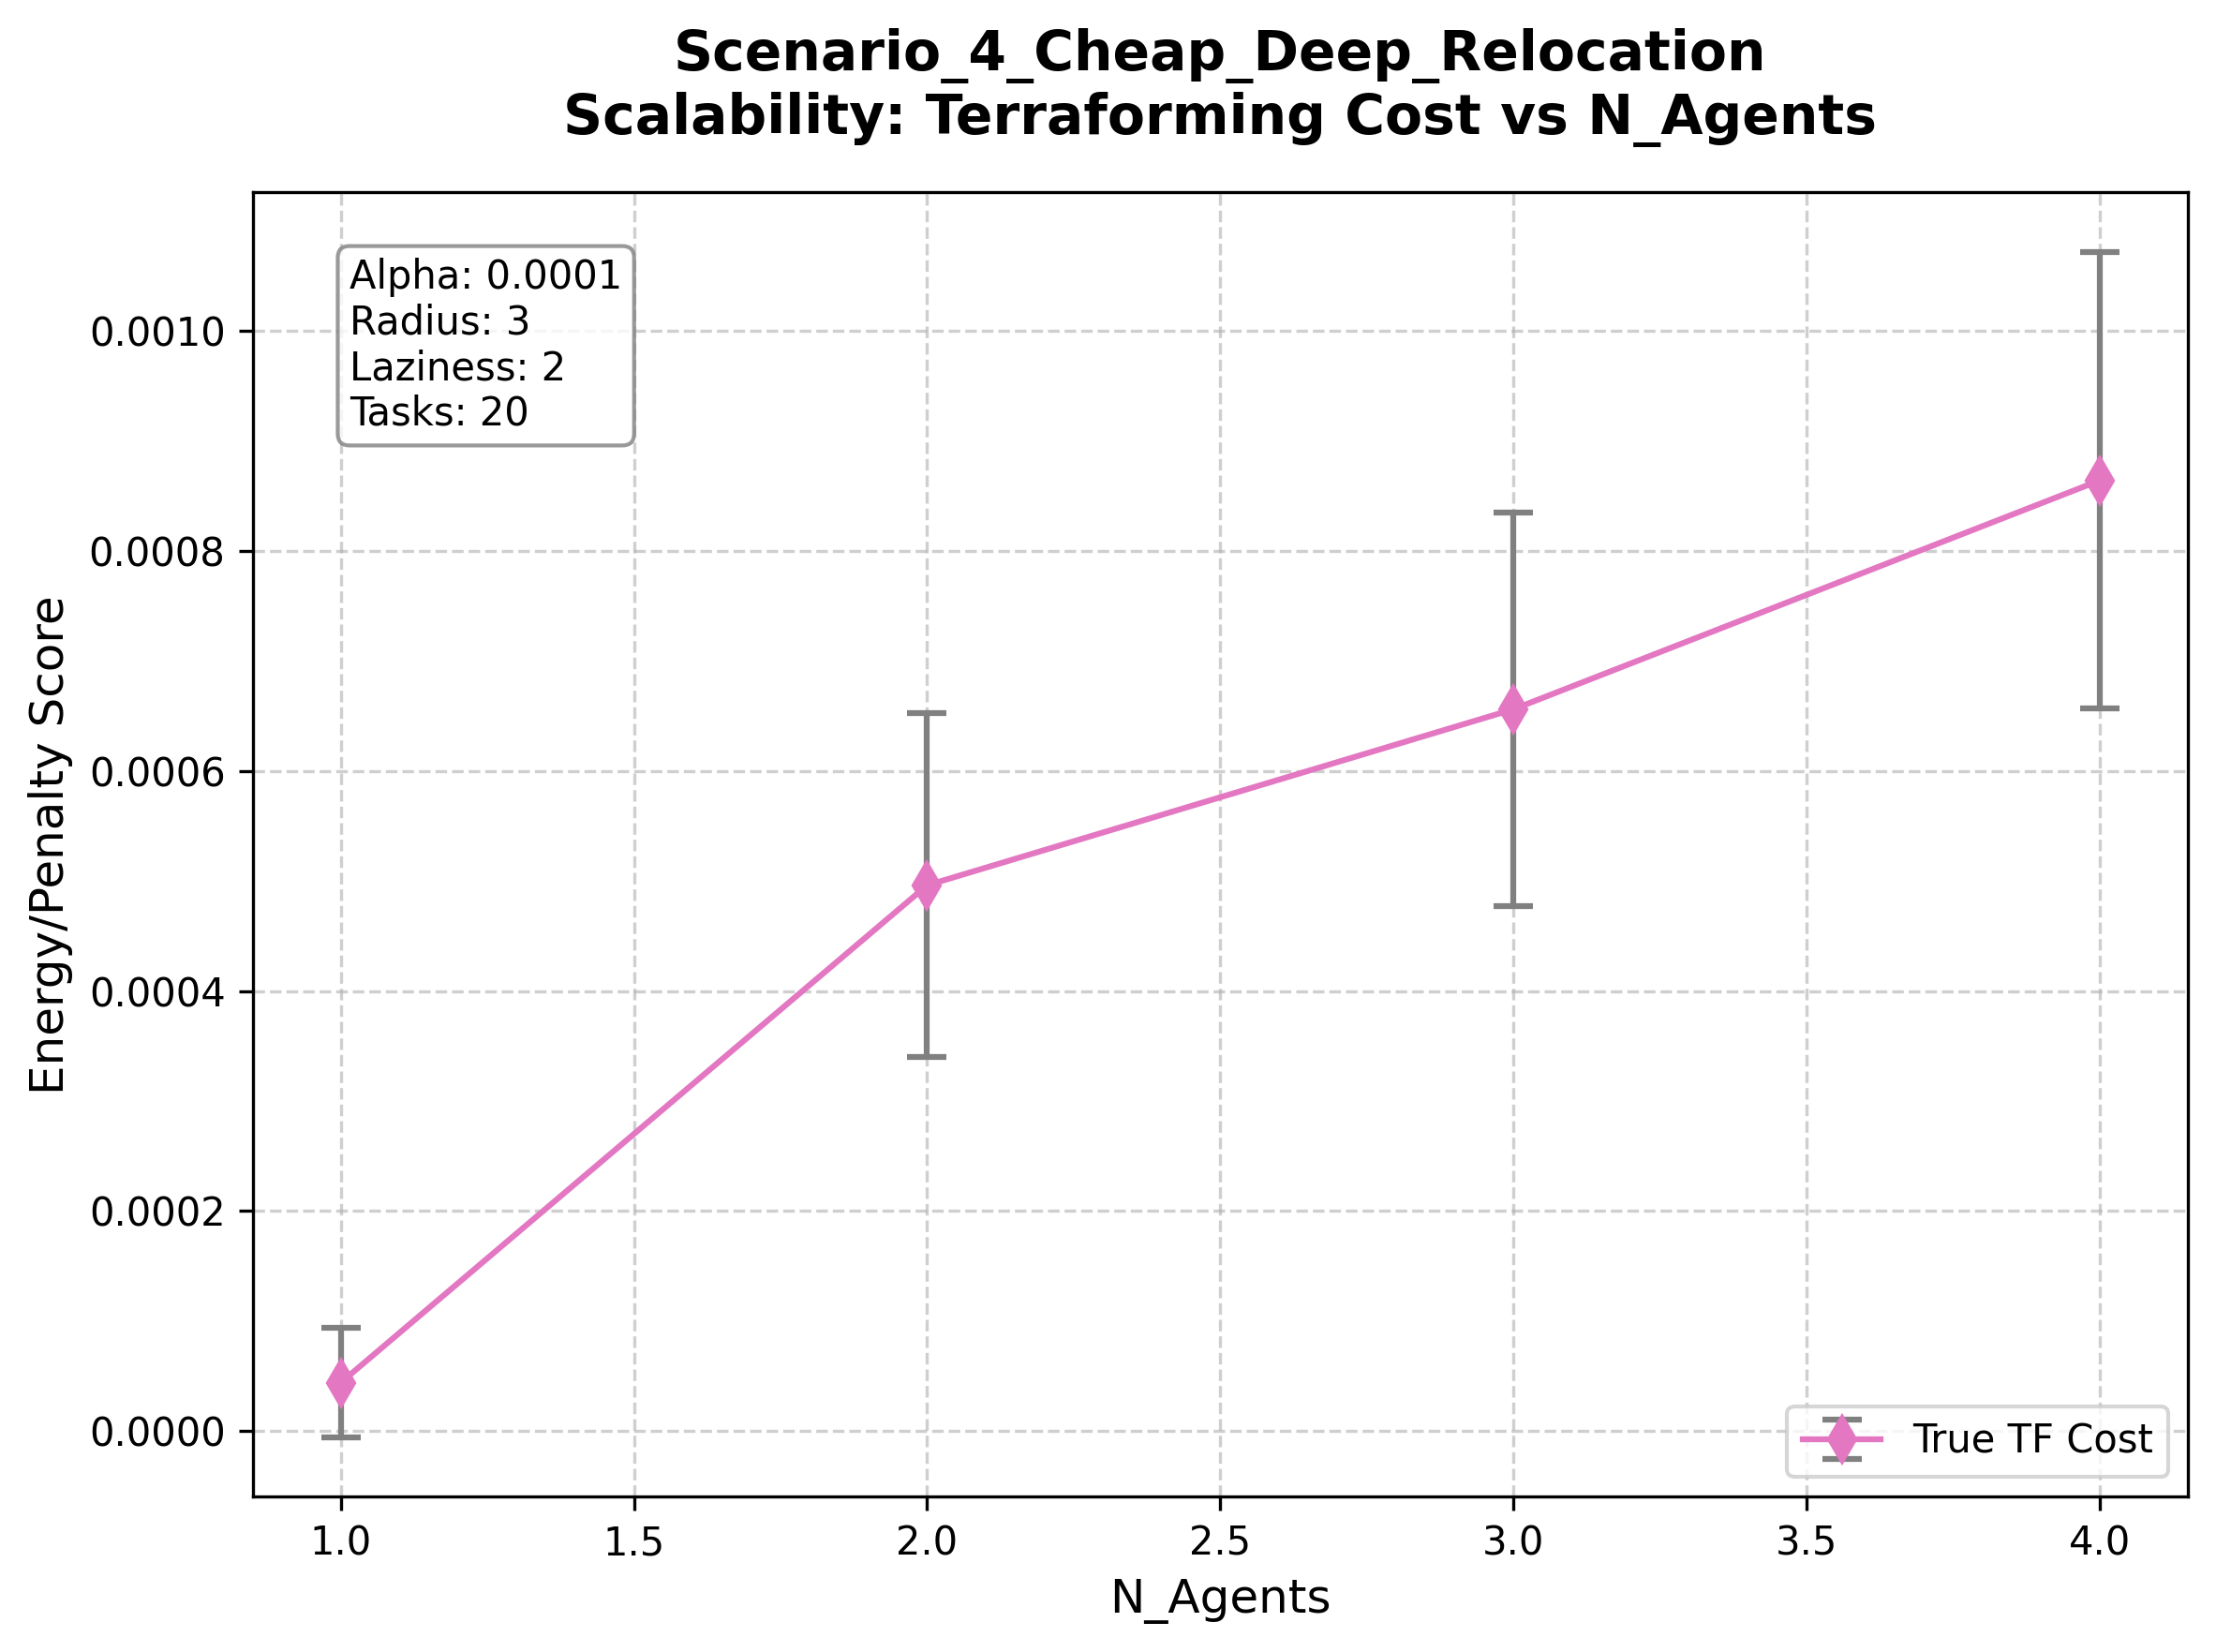 Scenario_4_Cheap_Deep_Relocation
Scalability: Terraforming Cost vs N_Agents
Alpha: 0.0001
Radius: 3
Laziness: 2
Tasks: 20
Energy/Penalty Score
0.0010
0.0008
0.0006
0.0004
0.0002
0.0000
True TF Cost
1.0 1.5 2.0 2.5 3.0 3.5 4.0
N_Agents